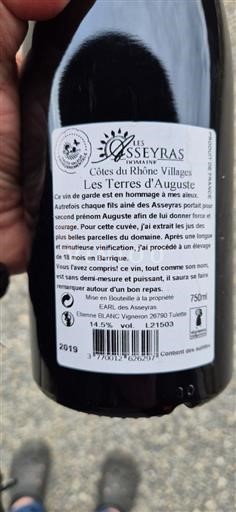 LES
ASSEYRAS
DOMAINE
Côtes du Rhône Villages
Les Terres d'Auguste
PRODUIT DE FRANCE
Ce vin de garde est en hommage à mes aieux.
Autrefois chaque fils ainé des Asseyras portait pour
second prénom Auguste afin de lui donner force et
courage. Pour cette cuvée, j'ai extrait les jus des
plus belles parcelles du domaine. Après une longue
et minutieuse vinification, j'ai procédé à un élevage
de 18 mois en Barrique.
Vous l'avez compris! ce vin, tout comme son nom,
est sans demi-mesure et puissant, il saura se faire
remarquer autour d'un bon repas.
Mise en Bouteille à la propriété
750ml
EARL des Asseyras
Etienne BLANC Vigneron 26790 Tulette
14.5% vol. L21503
2019
3 770012 626297
Contient des sulfites